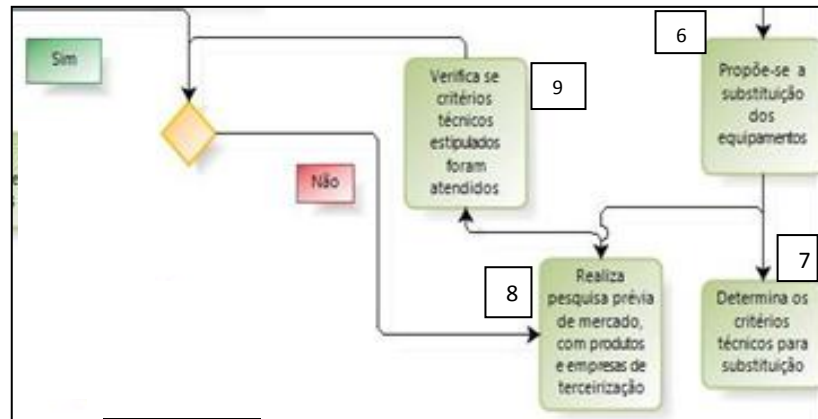 Sim
Não
Verifica se
critérios
técnicos
estipulados
foram
atendidos
9
6
Propõe-se a
substituição
dos
equipamentos
8
Realiza
pesquisa prévia
de mercado,
com produtos
e empresas de
terceirização
7
Determina os
critérios
técnicos para
substituição